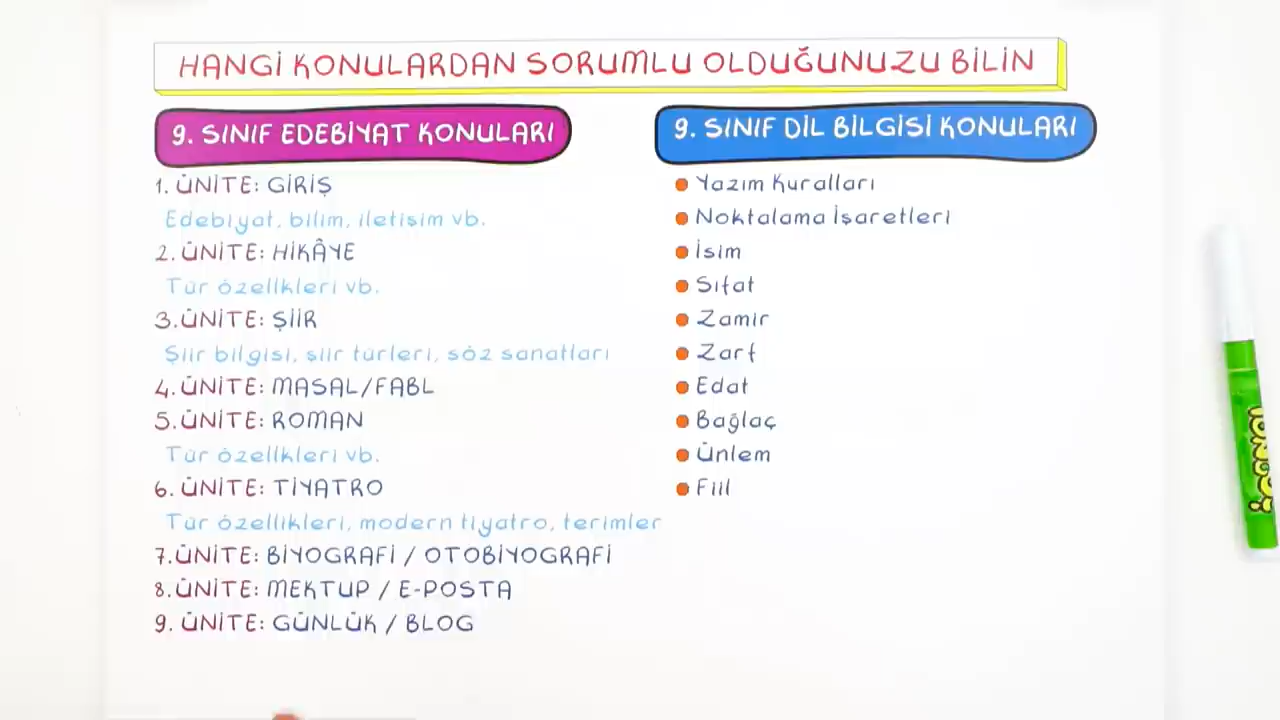 HANGİ KONULARDAN SORUMLU OLDUĞUNUZU BİLİN
9. SINIF EDEBİYAT KONULARI
1. ÜNİTE: GİRİŞ
Edebiyat, bilim, iletişim vb.
2. ÜNİTE: HİKÂYE
Tür özelikleri vb.
3.ÜNİTE: ŞİİR
Şiir bilgisi, şiir türleri, söz sanatları
4.ÜNİTE: MASAL/FABL
5.ÜNİTE: ROMAN
Tür özelikleri vb.
6. ÜNİTE: TİYATRO
Tür özellikleri, modern tiyatro, terimler
7.ÜNİTE: BİYOGRAFİ / OTOBİYOGRAFİ
8.ÜNİTE: MEKTUP / E-POSTA
9. ÜNİTE: GÜNLÜK / BLOG
9. SINIF DİL BİLGİSİ KONULARI
Yazım Kuralları
Noktalama İşaretleri
İsim
Sıfat
Zamir
Zarf
Edat
Bağlaç
Ünlem
Fiil